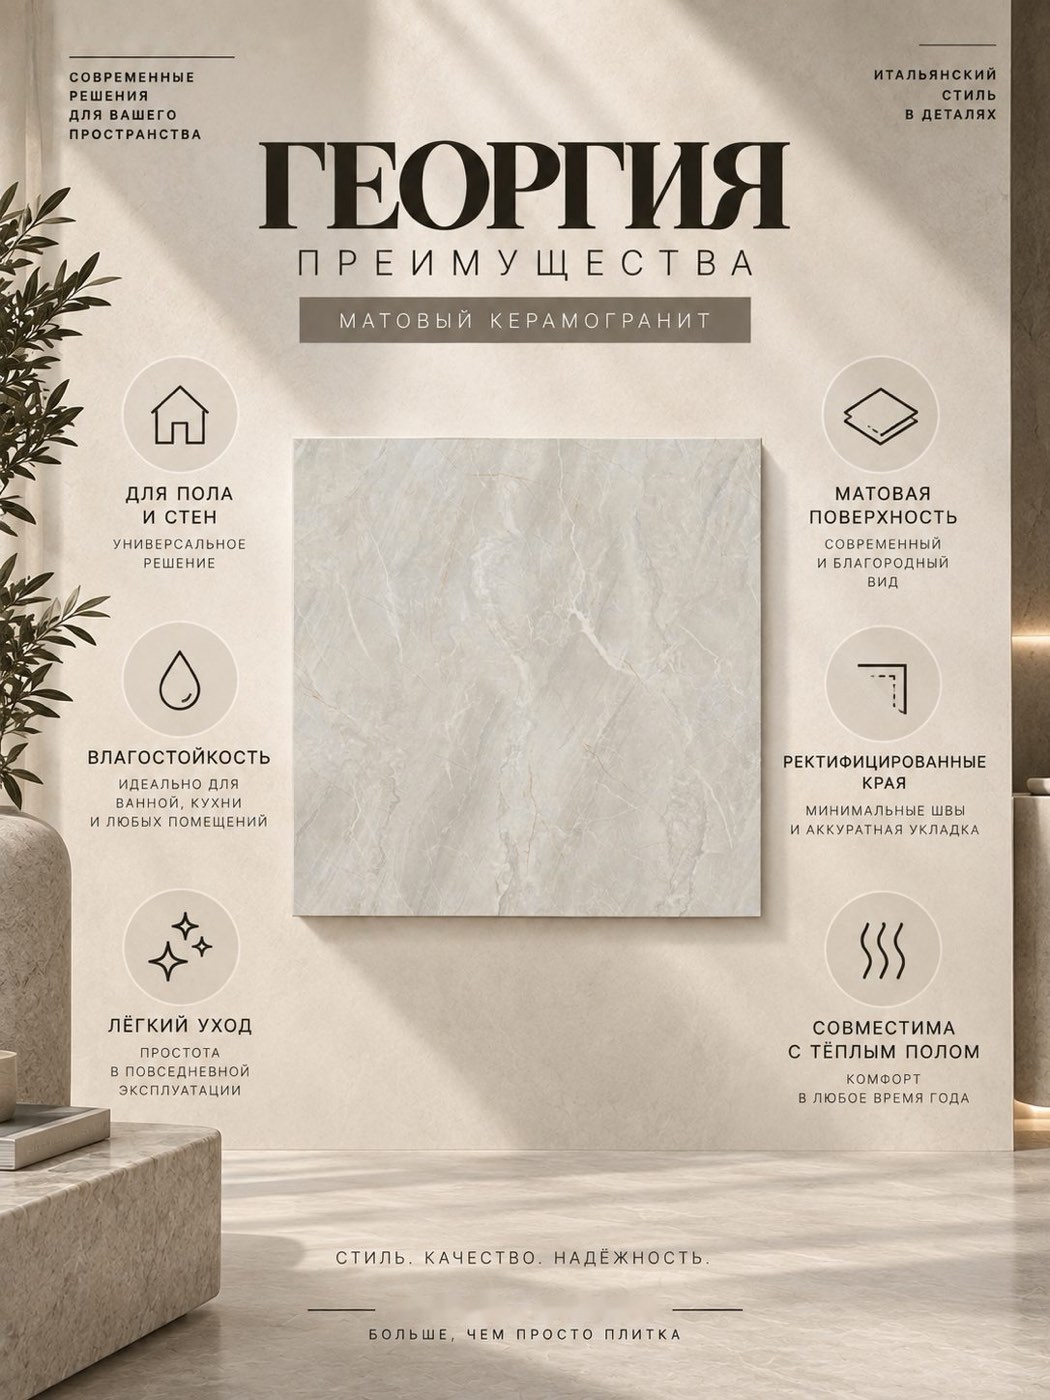 СОВРЕМЕННЫЕ
РЕШЕНИЯ
ДЛЯ ВАШЕГО
ПРОСТРАНСТВА
ИТАЛЬЯНСКИЙ
СТИЛЬ
В ДЕТАЛЯХ
ГЕОРГИЯ
ПРЕИМУЩЕСТВА
МАТОВЫЙ КЕРАМОГРАНИТ
ДЛЯ ПОЛА
И СТЕН
УНИВЕРСАЛЬНОЕ
РЕШЕНИЕ
ВЛАГОСТОЙКОСТЬ
ИДЕАЛЬНО ДЛЯ
ВАННОЙ, КУХНИ
И ЛЮБЫХ ПОМЕЩЕНИЙ
ЛЁГКИЙ УХОД
ПРОСТОТА
В ПОВСЕДНЕВНОЙ
ЭКСПЛУАТАЦИИ
МАТОВАЯ
ПОВЕРХНОСТЬ
СОВРЕМЕННЫЙ
И БЛАГОРОДНЫЙ
ВИД
РЕКТИФИЦИРОВАННЫЕ
КРАЯ
МИНИМАЛЬНЫЕ ШВЫ
И АККУРАТНАЯ УКЛАДКА
СОВМЕСТИМА
С ТЁПЛЫМ ПОЛОМ
КОМФОРТ
В ЛЮБОЕ ВРЕМЯ ГОДА
СТИЛЬ. КАЧЕСТВО. НАДЁЖНОСТЬ.
БОЛЬШЕ, ЧЕМ ПРОСТО ПЛИТКА